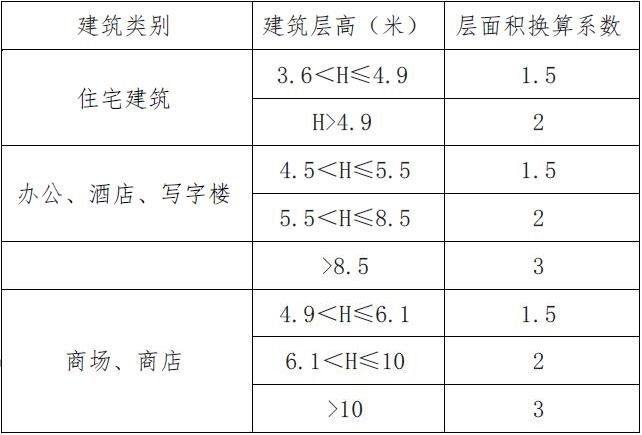 建筑类别 建筑层高（米） 层面积换算系数
住宅建筑 3.6＜H≤4.9 1.5
H>4.9 2
办公、酒店、写字楼 4.5＜H≤5.5 1.5
5.5＜H≤8.5 2
>8.5 3
商场、商店 4.9＜H≤6.1 1.5
6.1＜H≤10 2
>10 3